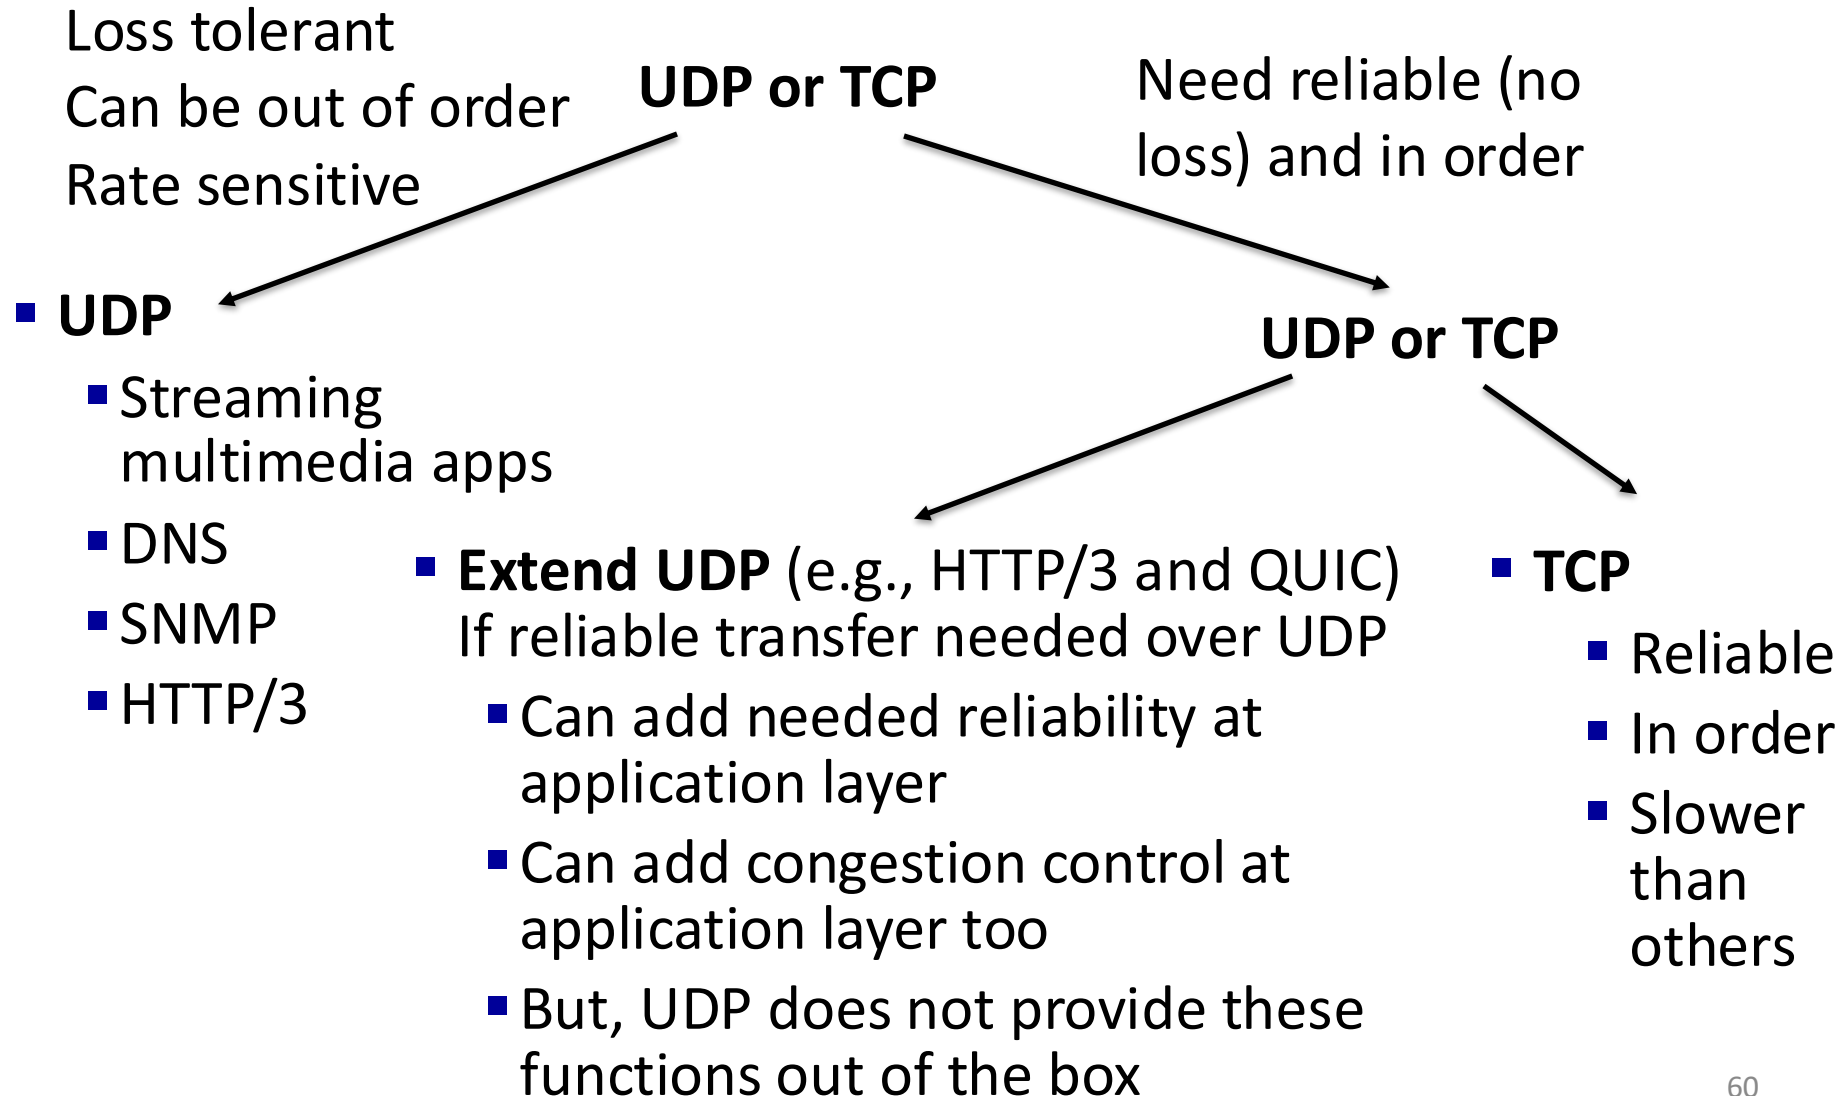 Loss tolerant
Can be out of order
Rate sensitive
UDP or TCP
Need reliable (no
loss) and in order
▪ UDP
▪ Streaming
multimedia apps
▪ DNS
▪ SNMP
▪ HTTP/3
UDP or TCP
▪ Extend UDP (e.g., HTTP/3 and QUIC)
If reliable transfer needed over UDP
▪ Can add needed reliability at
application layer
▪ Can add congestion control at
application layer too
▪ But, UDP does not provide these
functions out of the box
▪ TCP
▪ Reliable
▪ In order
▪ Slower
than
others
60